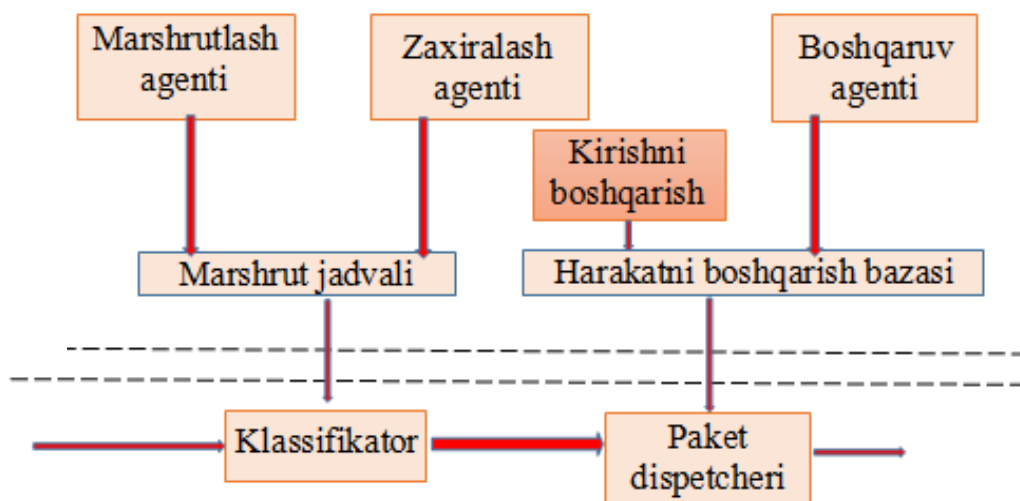 Marshrutlash
agenti
Zaxiralash
agenti
Boshqaruv
agenti
Kirishni
boshqarish
Marshrut jadvali
Harakatni boshqarish bazasi
Klassifikator
Paket
dispetcheri